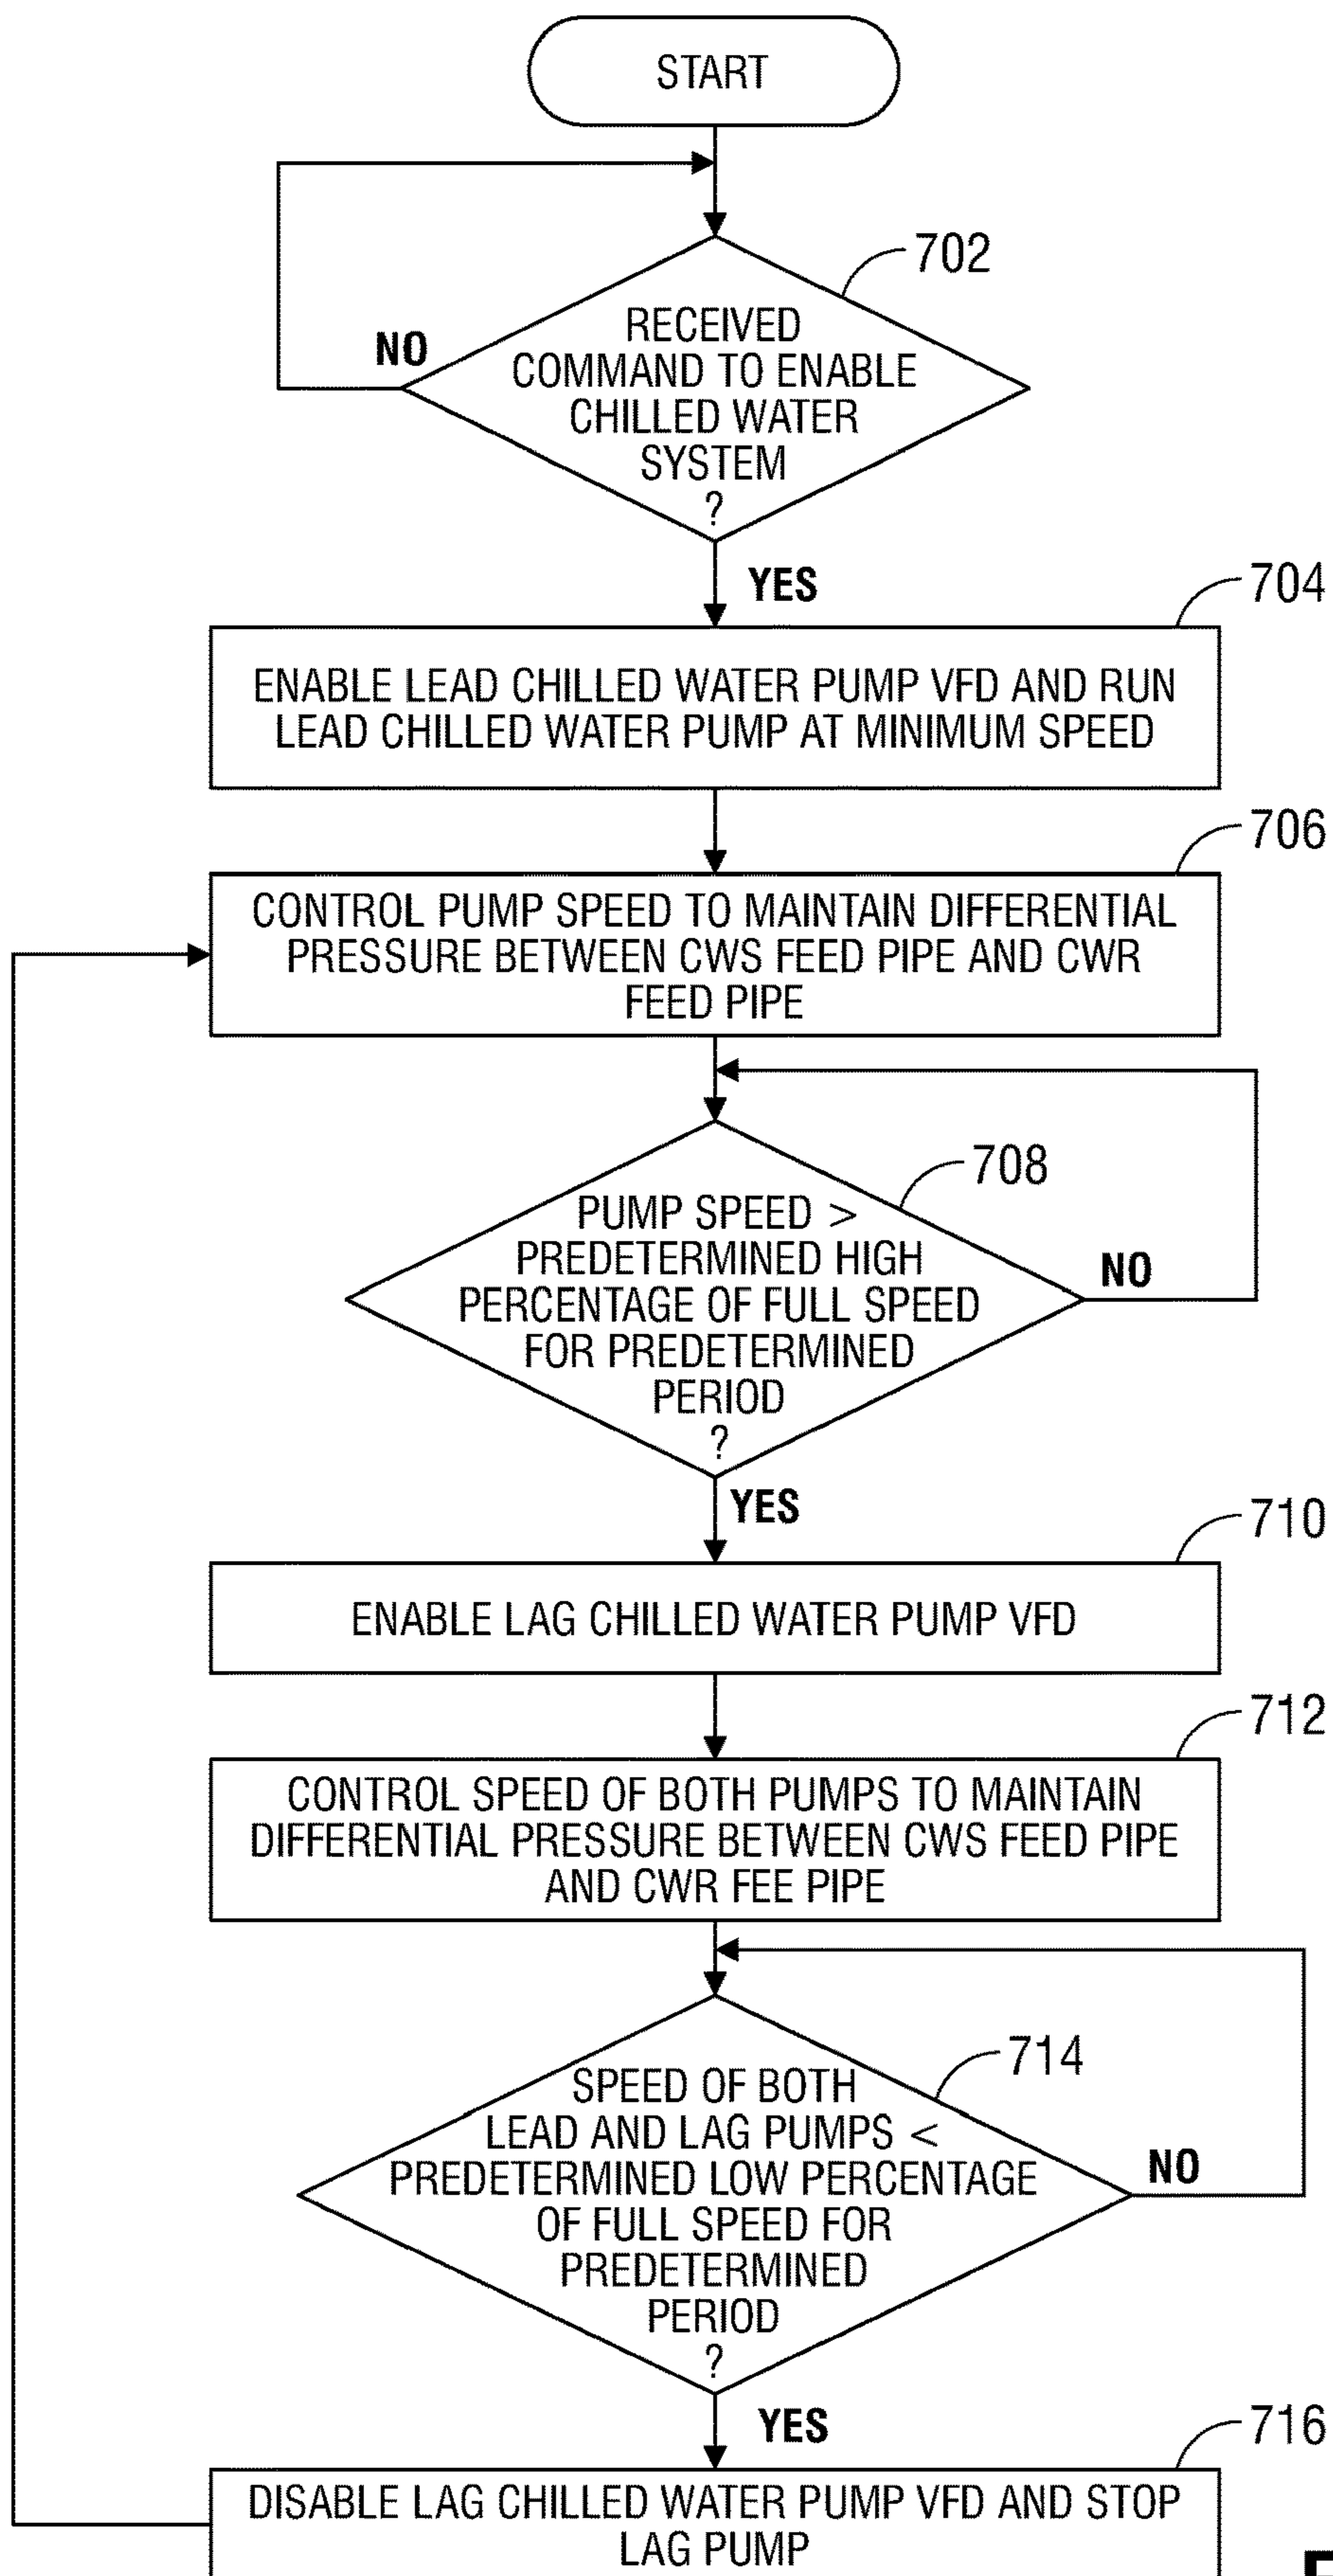 START
702
RECEIVED
COMMAND TO ENABLE
CHILLED WATER
SYSTEM
?
NO
YES
704
ENABLE LEAD CHILLED WATER PUMP VFD AND RUN
LEAD CHILLED WATER PUMP AT MINIMUM SPEED
706
CONTROL PUMP SPEED TO MAINTAIN DIFFERENTIAL
PRESSURE BETWEEN CWS FEED PIPE AND CWR
FEED PIPE
708
PUMP SPEED >
PREDETERMINED HIGH
PERCENTAGE OF FULL SPEED
FOR PREDETERMINED
PERIOD
?
NO
YES
710
ENABLE LAG CHILLED WATER PUMP VFD
712
CONTROL SPEED OF BOTH PUMPS TO MAINTAIN
DIFFERENTIAL PRESSURE BETWEEN CWS FEED PIPE
AND CWR FEE PIPE
714
SPEED OF BOTH
LEAD AND LAG PUMPS <
PREDETERMINED LOW PERCENTAGE
OF FULL SPEED FOR
PREDETERMINED
PERIOD
?
NO
YES
716
DISABLE LAG CHILLED WATER PUMP VFD AND STOP
LAG PUMP